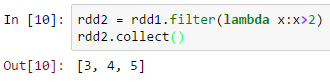 In [10]: rdd2 = rdd1.filter(lambda x:x>2)
rdd2.collect()
Out[10]: [3, 4, 5]